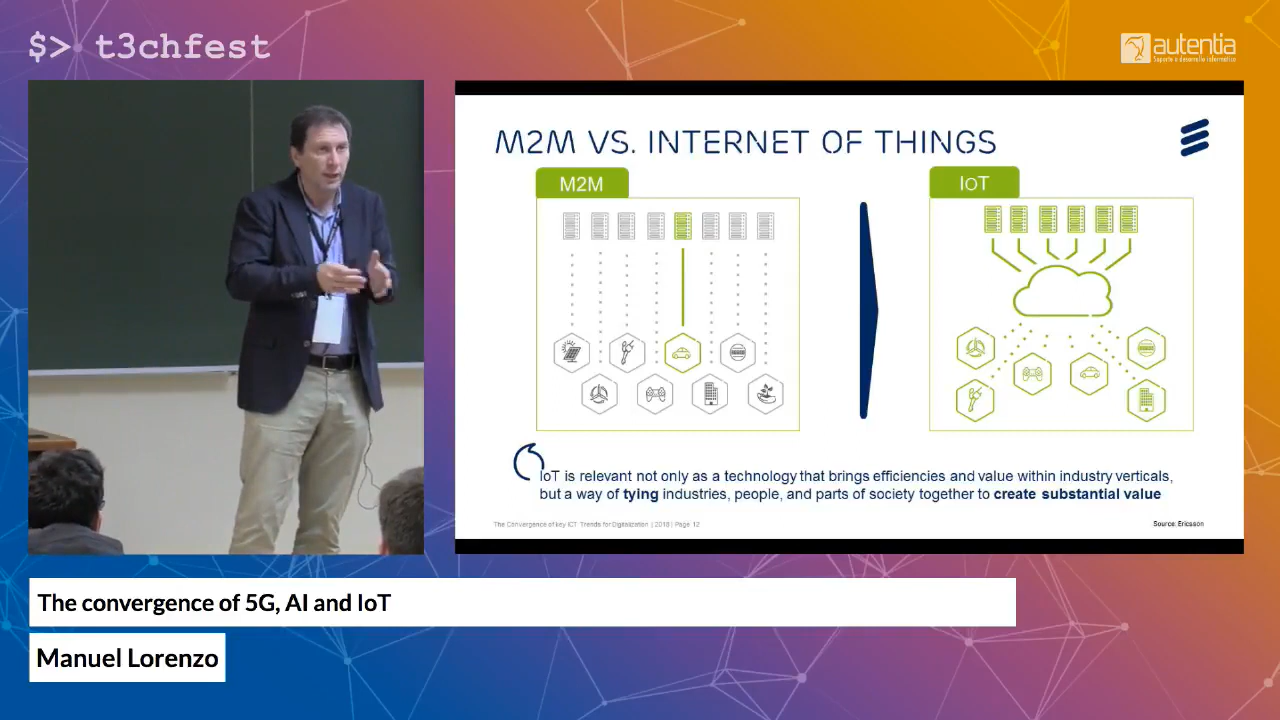 $> t3chfest
autentia
Soporte a desarrollo informático
M2M VS. INTERNET OF THINGS
M2M
IoT
IoT is relevant not only as a technology that brings efficiencies and value within industry verticals,
but a way of tying industries, people, and parts of society together to create substantial value
The Convergence of key ICT Trends for Digitalization | 2018 | Page 12
Source: Ericsson
The convergence of 5G, AI and IoT
Manuel Lorenzo